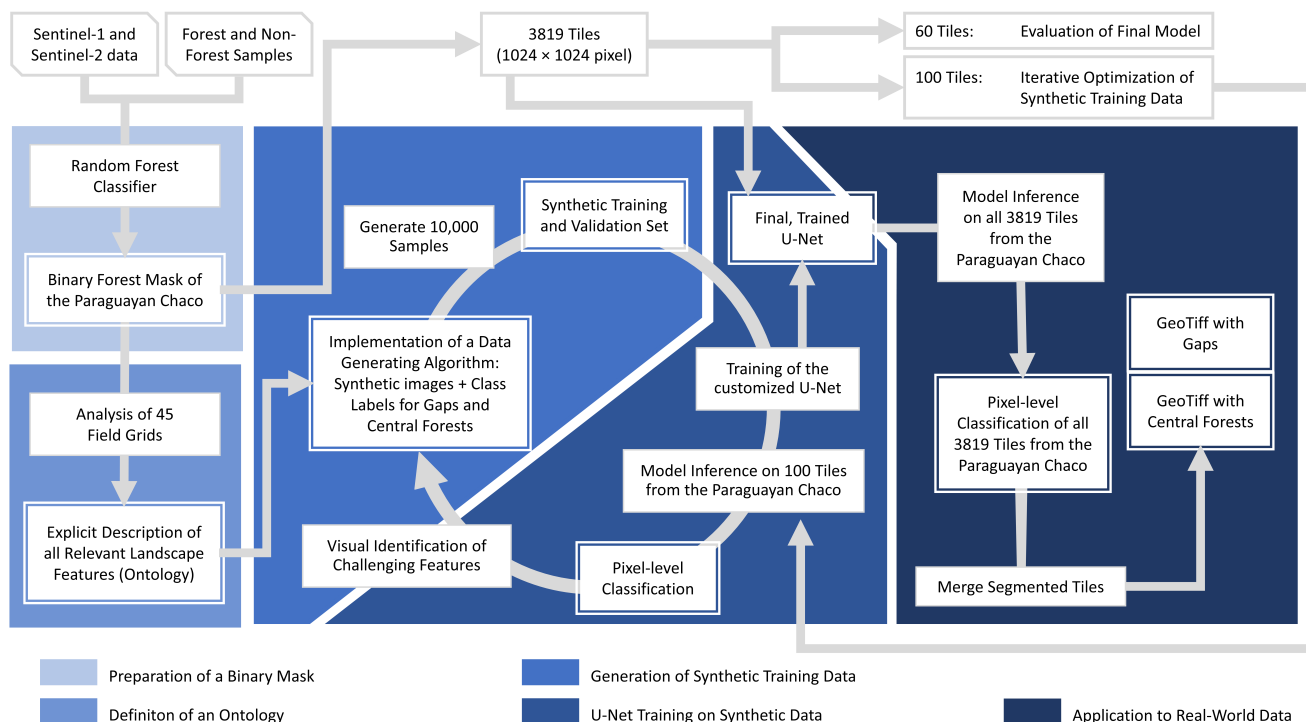 Sentinel-1 and
Sentinel-2 data
Forest and Non-
Forest Samples
3819 Tiles
(1024 × 1024 pixel)
60 Tiles: Evaluation of Final Model
100 Tiles: Iterative Optimization of
Synthetic Training Data
Random Forest
Classifier
Binary Forest Mask of
the Paraguayan Chaco
Analysis of 45
Field Grids
Explicit Description of
all Relevant Landscape
Features (Ontology)
Generate 10,000
Samples
Synthetic Training
and Validation Set
Implementation of a Data
Generating Algorithm:
Synthetic images + Class
Labels for Gaps and
Central Forests
Visual Identification of
Challenging Features
Pixel-level
Classification
Model Inference on 100 Tiles
from the Paraguayan Chaco
Training of the
customized U-Net
Final, Trained
U-Net
Model Inference
on all 3819 Tiles
from the
Paraguayan Chaco
Pixel-level
Classification of all
3819 Tiles from the
Paraguayan Chaco
Merge Segmented Tiles
GeoTiff with
Gaps
GeoTiff with
Central Forests
Preparation of a Binary Mask
Definiton of an Ontology
Generation of Synthetic Training Data
U-Net Training on Synthetic Data
Application to Real-World Data